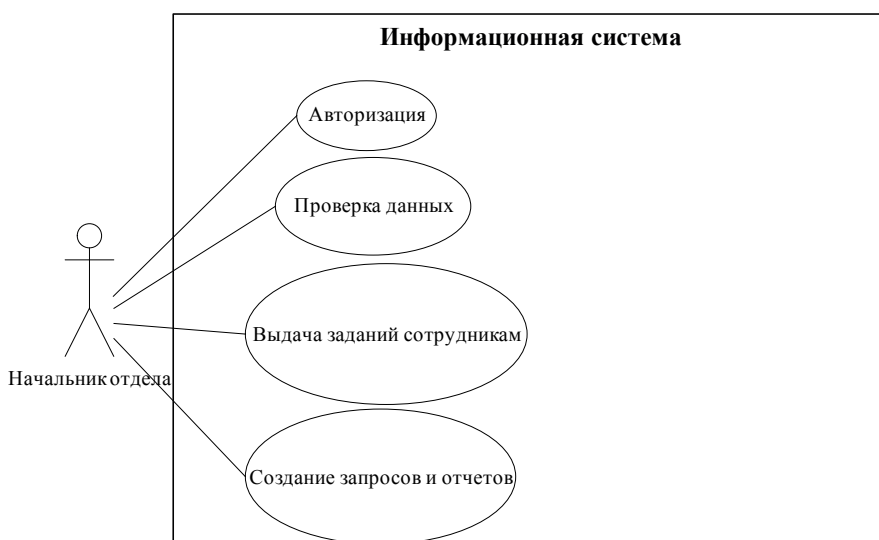 Информационная система
Авторизация
Проверка данных
Выдача заданий сотрудникам
Начальник отдела
Создание запросов и отчетов